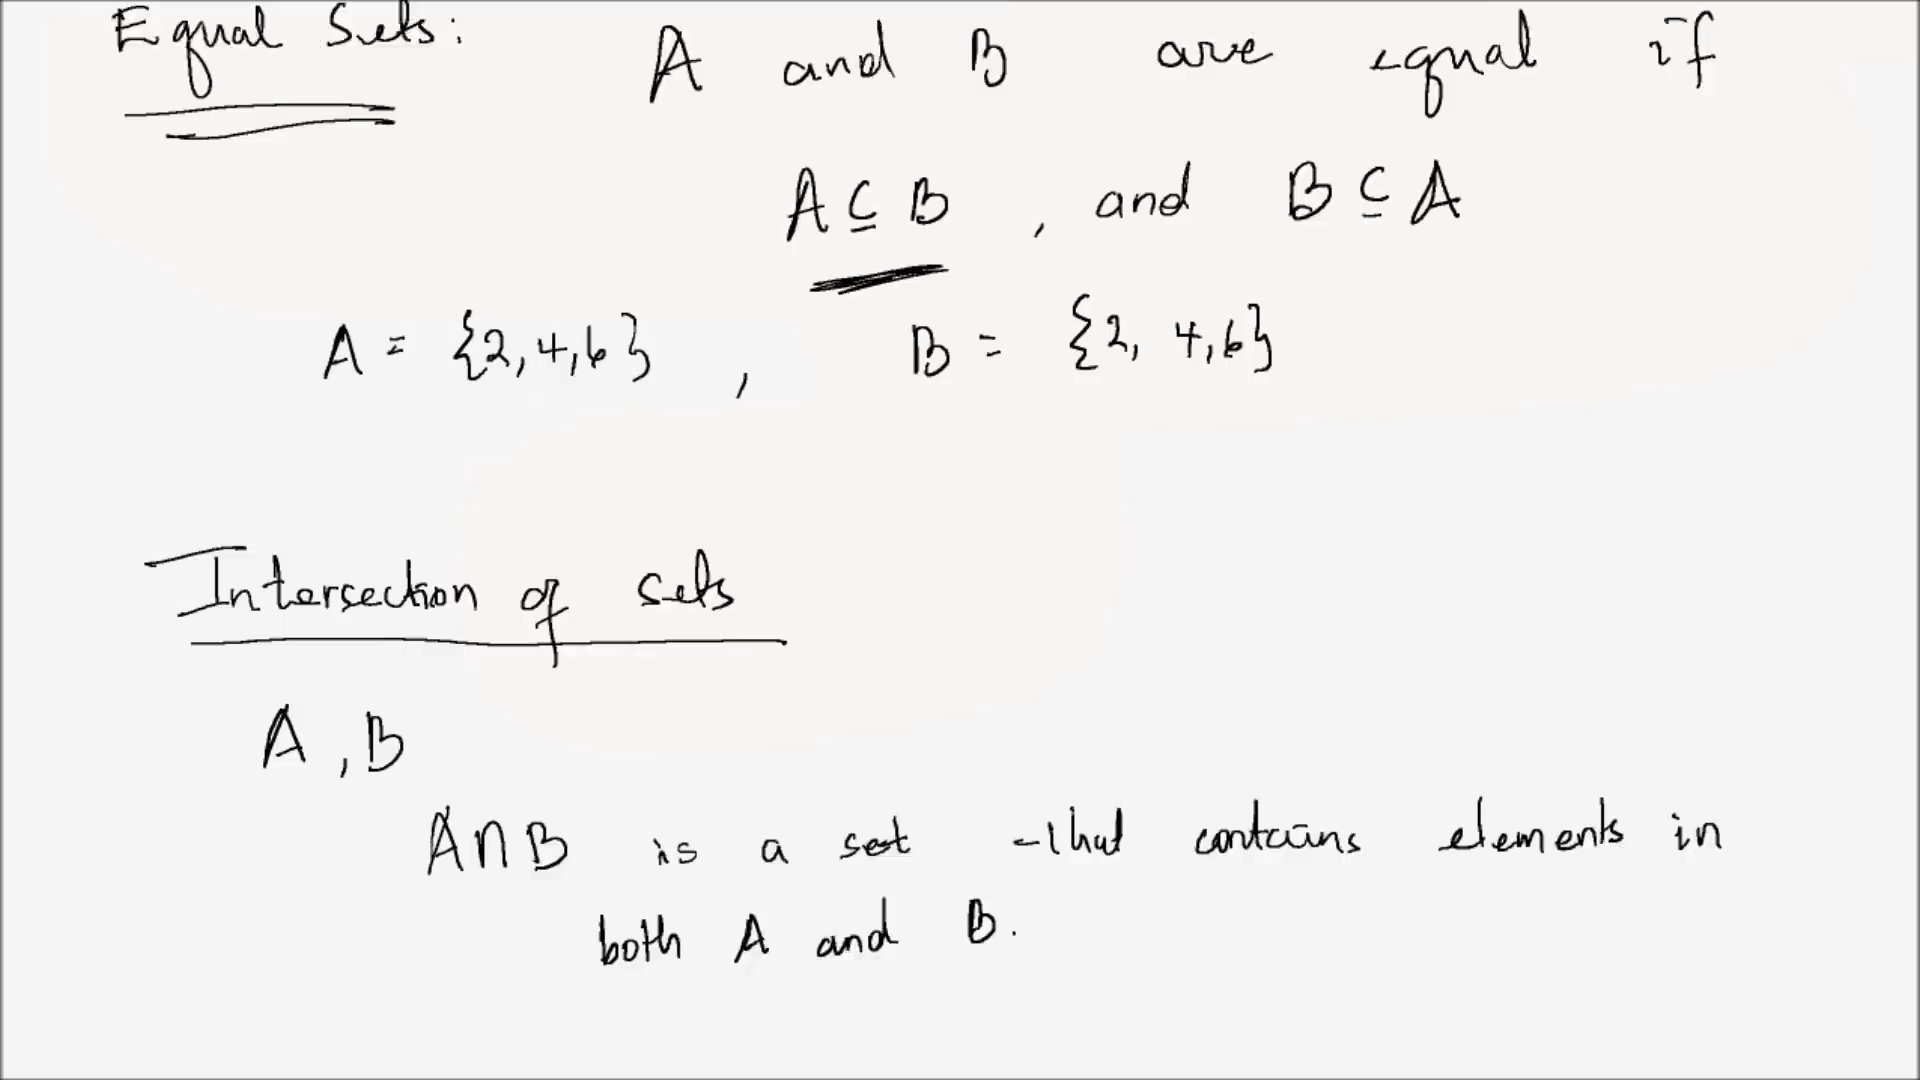 Equal Sets: A and B are equal if
A ⊆ B , and B ⊆ A
A = {2,4,6} , B = {2, 4,6}
Intersection of sets
A , B
A∩B is a set that contains elements in
both A and B.